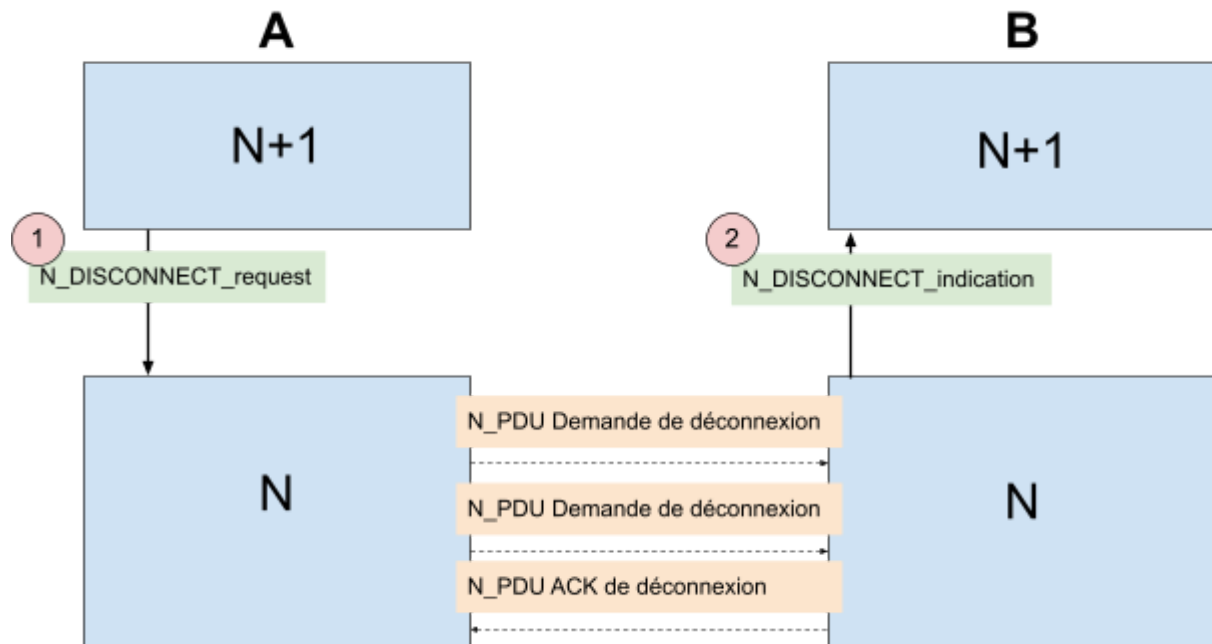 A
B
N+1
N+1
1
N_DISCONNECT_request
2
N_DISCONNECT_indication
N_PDU Demande de déconnexion
N
N_PDU Demande de déconnexion
N
N_PDU ACK de déconnexion